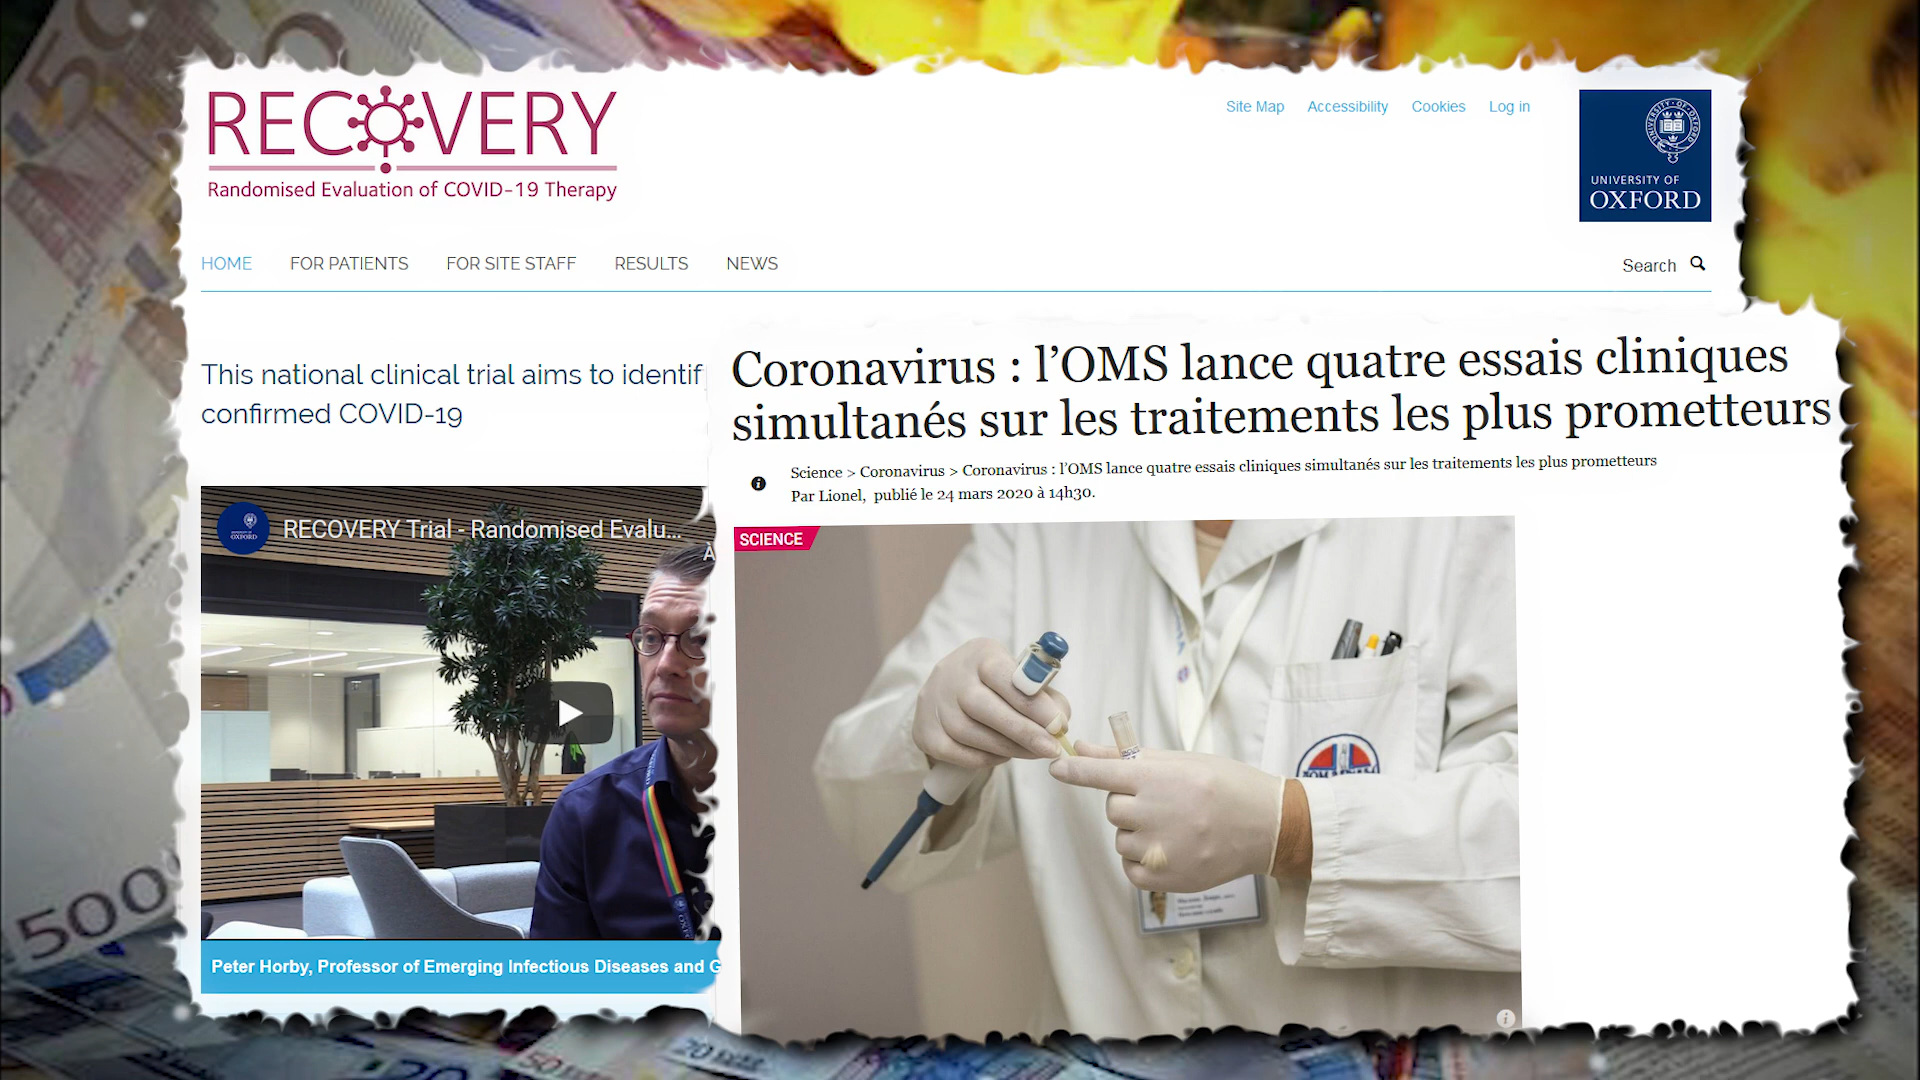 RECOVERY
Randomised Evaluation of COVID-19 Therapy
Site Map Accessibility Cookies Log in
UNIVERSITY OF
OXFORD
HOME FOR PATIENTS FOR SITE STAFF RESULTS NEWS
Search
This national clinical trial aims to identif
confirmed COVID-19
RECOVERY Trial - Randomised Evalu...
À
Peter Horby, Professor of Emerging Infectious Diseases and G
Coronavirus : l’OMS lance quatre essais cliniques
simultanés sur les traitements les plus prometteurs
Science > Coronavirus > Coronavirus : l’OMS lance quatre essais cliniques simultanés sur les traitements les plus prometteurs
Par Lionel, publié le 24 mars 2020 à 14h30.
SCIENCE
500
50
20
20